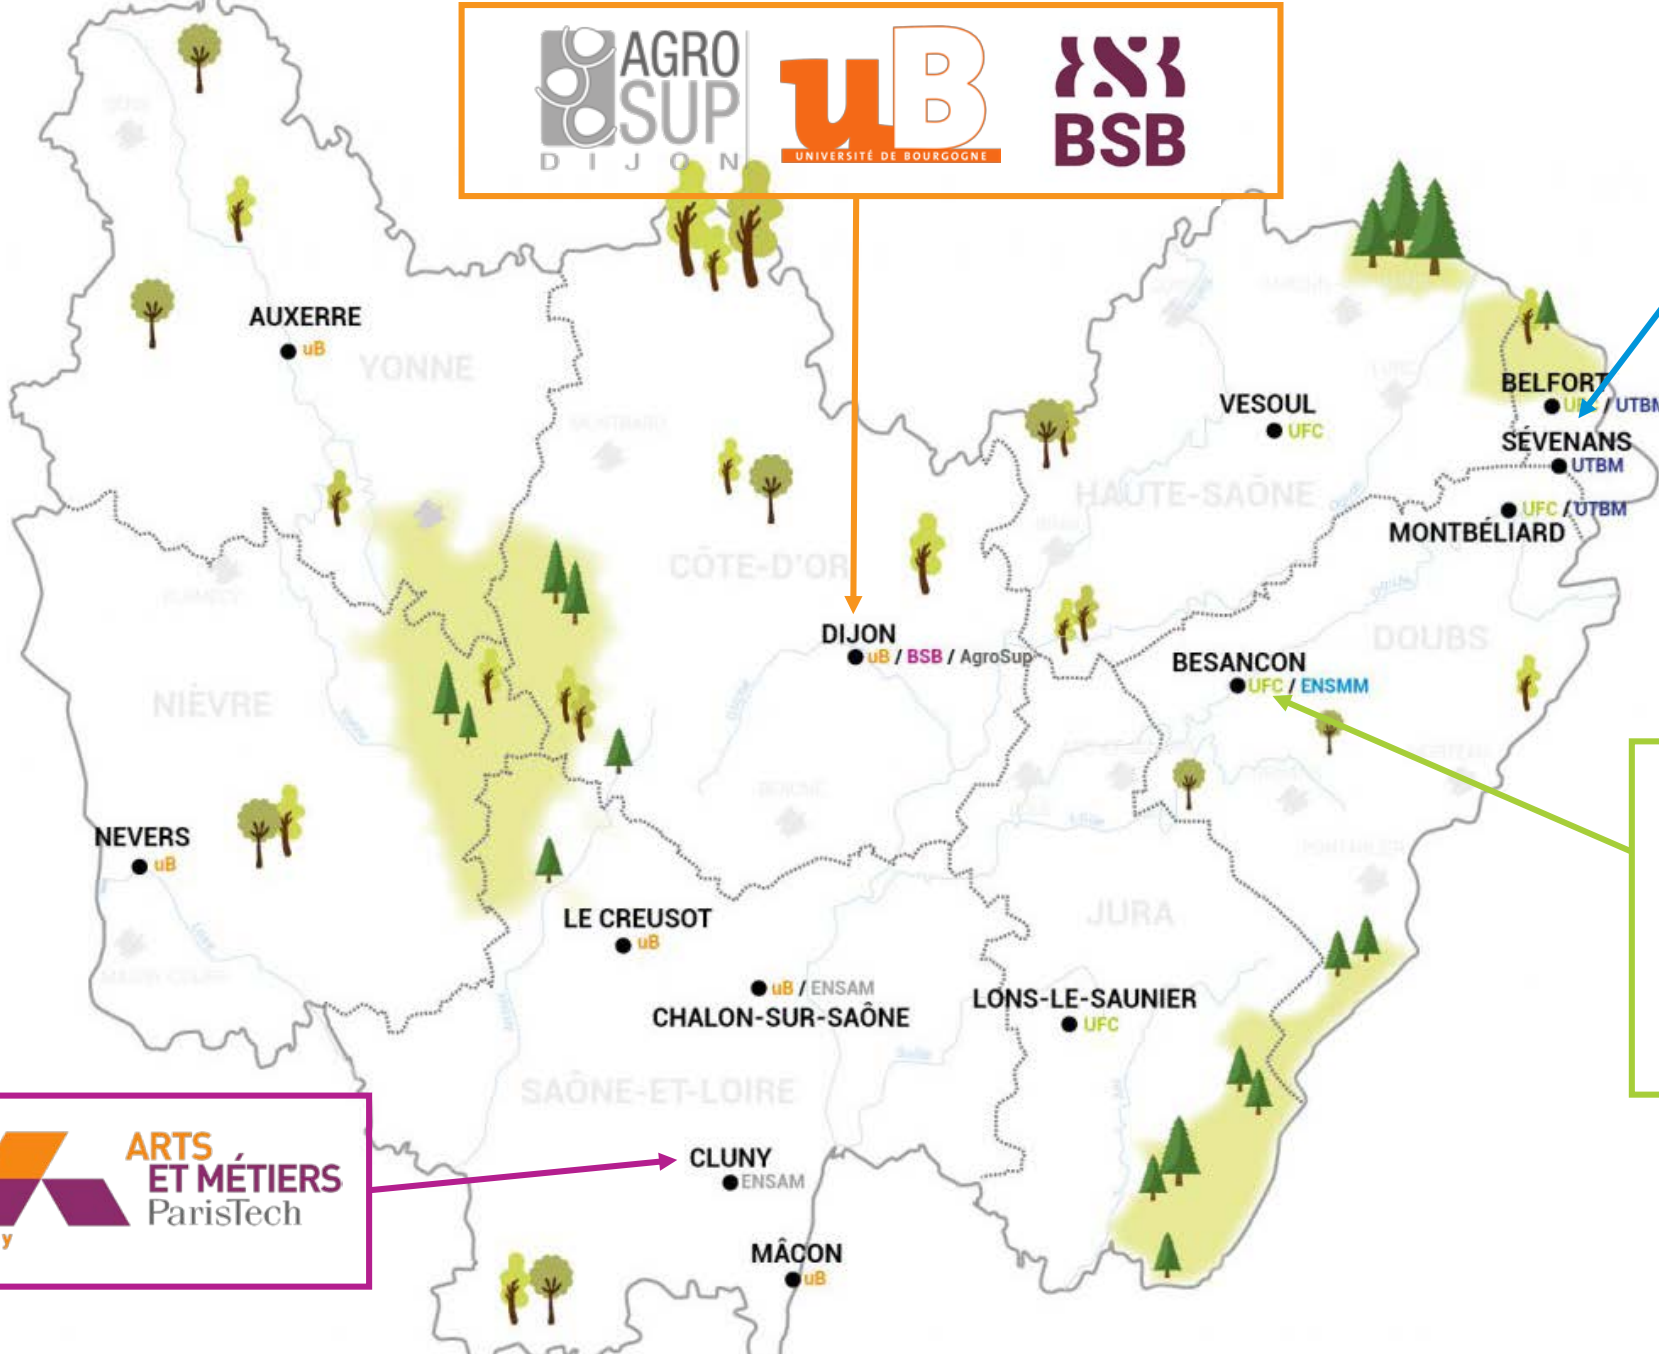 AGRO
SUP
DIJON
uB
UNIVERSITÉ DE BOURGOGNE
BSB
AUXERRE
uB
YONNE
VESOUL
UFC
BELFORT
/ UTBM
SÉVENANS
UTBM
HAUTE-SAÔNE
UFC / UTBM
MONTBÉLIARD
CÔTE-D'OR
DIJON
uB / BSB / AgroSup
DOUBS
BESANCON
UFC / ENSMM
NIÈVRE
NEVERS
uB
LE CREUSOT
uB
JURA
uB / ENSAM
CHALON-SUR-SAÔNE
LONS-LE-SAUNIER
UFC
SAÔNE-ET-LOIRE
ARTS
ET MÉTIERS
ParisTech
y
CLUNY
ENSAM
MÂCON
uB